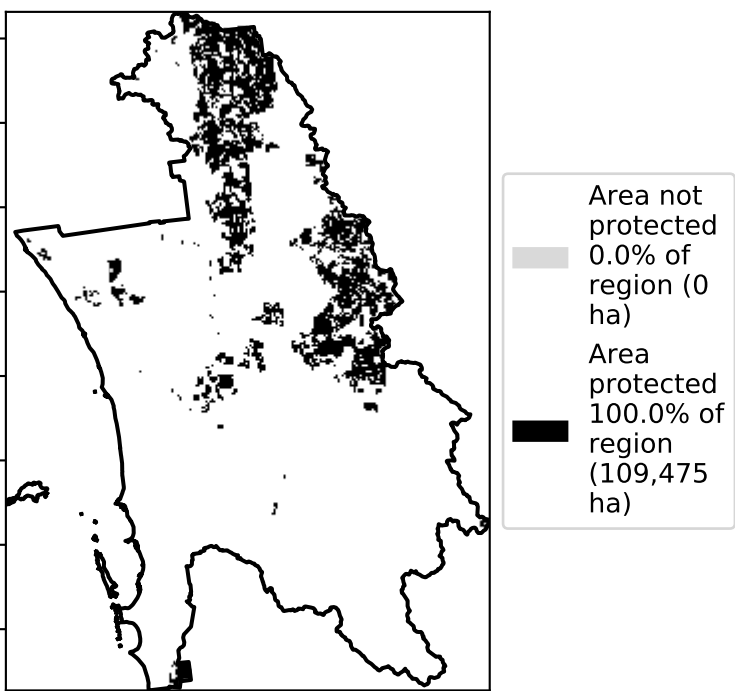 Area not
protected
0.0% of
region (0
ha)
Area
protected
100.0% of
region
(109,475
ha)